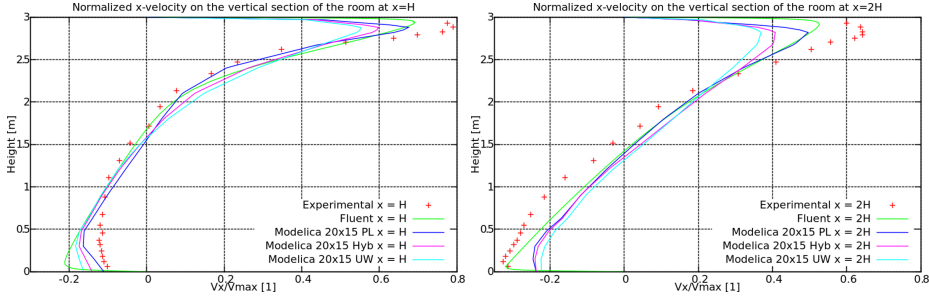 Normalized x-velocity on the vertical section of the room at x=H
3
2.5
2
1.5
1
0.5
0
Height [m]
-0.2
0
0.2
0.4
0.6
0.8
Vx/Vmax [1]
Experimental x = H
Fluent x = H
Modelica 20x15 PL x = H
Modelica 20x15 Hyb x = H
Modelica 20x15 UW x = H
Normalized x-velocity on the vertical section of the room at x=2H
3
2.5
2
1.5
1
0.5
0
Height [m]
-0.2
0
0.2
0.4
0.6
0.8
Vx/Vmax [1]
Experimental x = 2H
Fluent x = 2H
Modelica 20x15 PL x = 2H
Modelica 20x15 Hyb x = 2H
Modelica 20x15 UW x = 2H